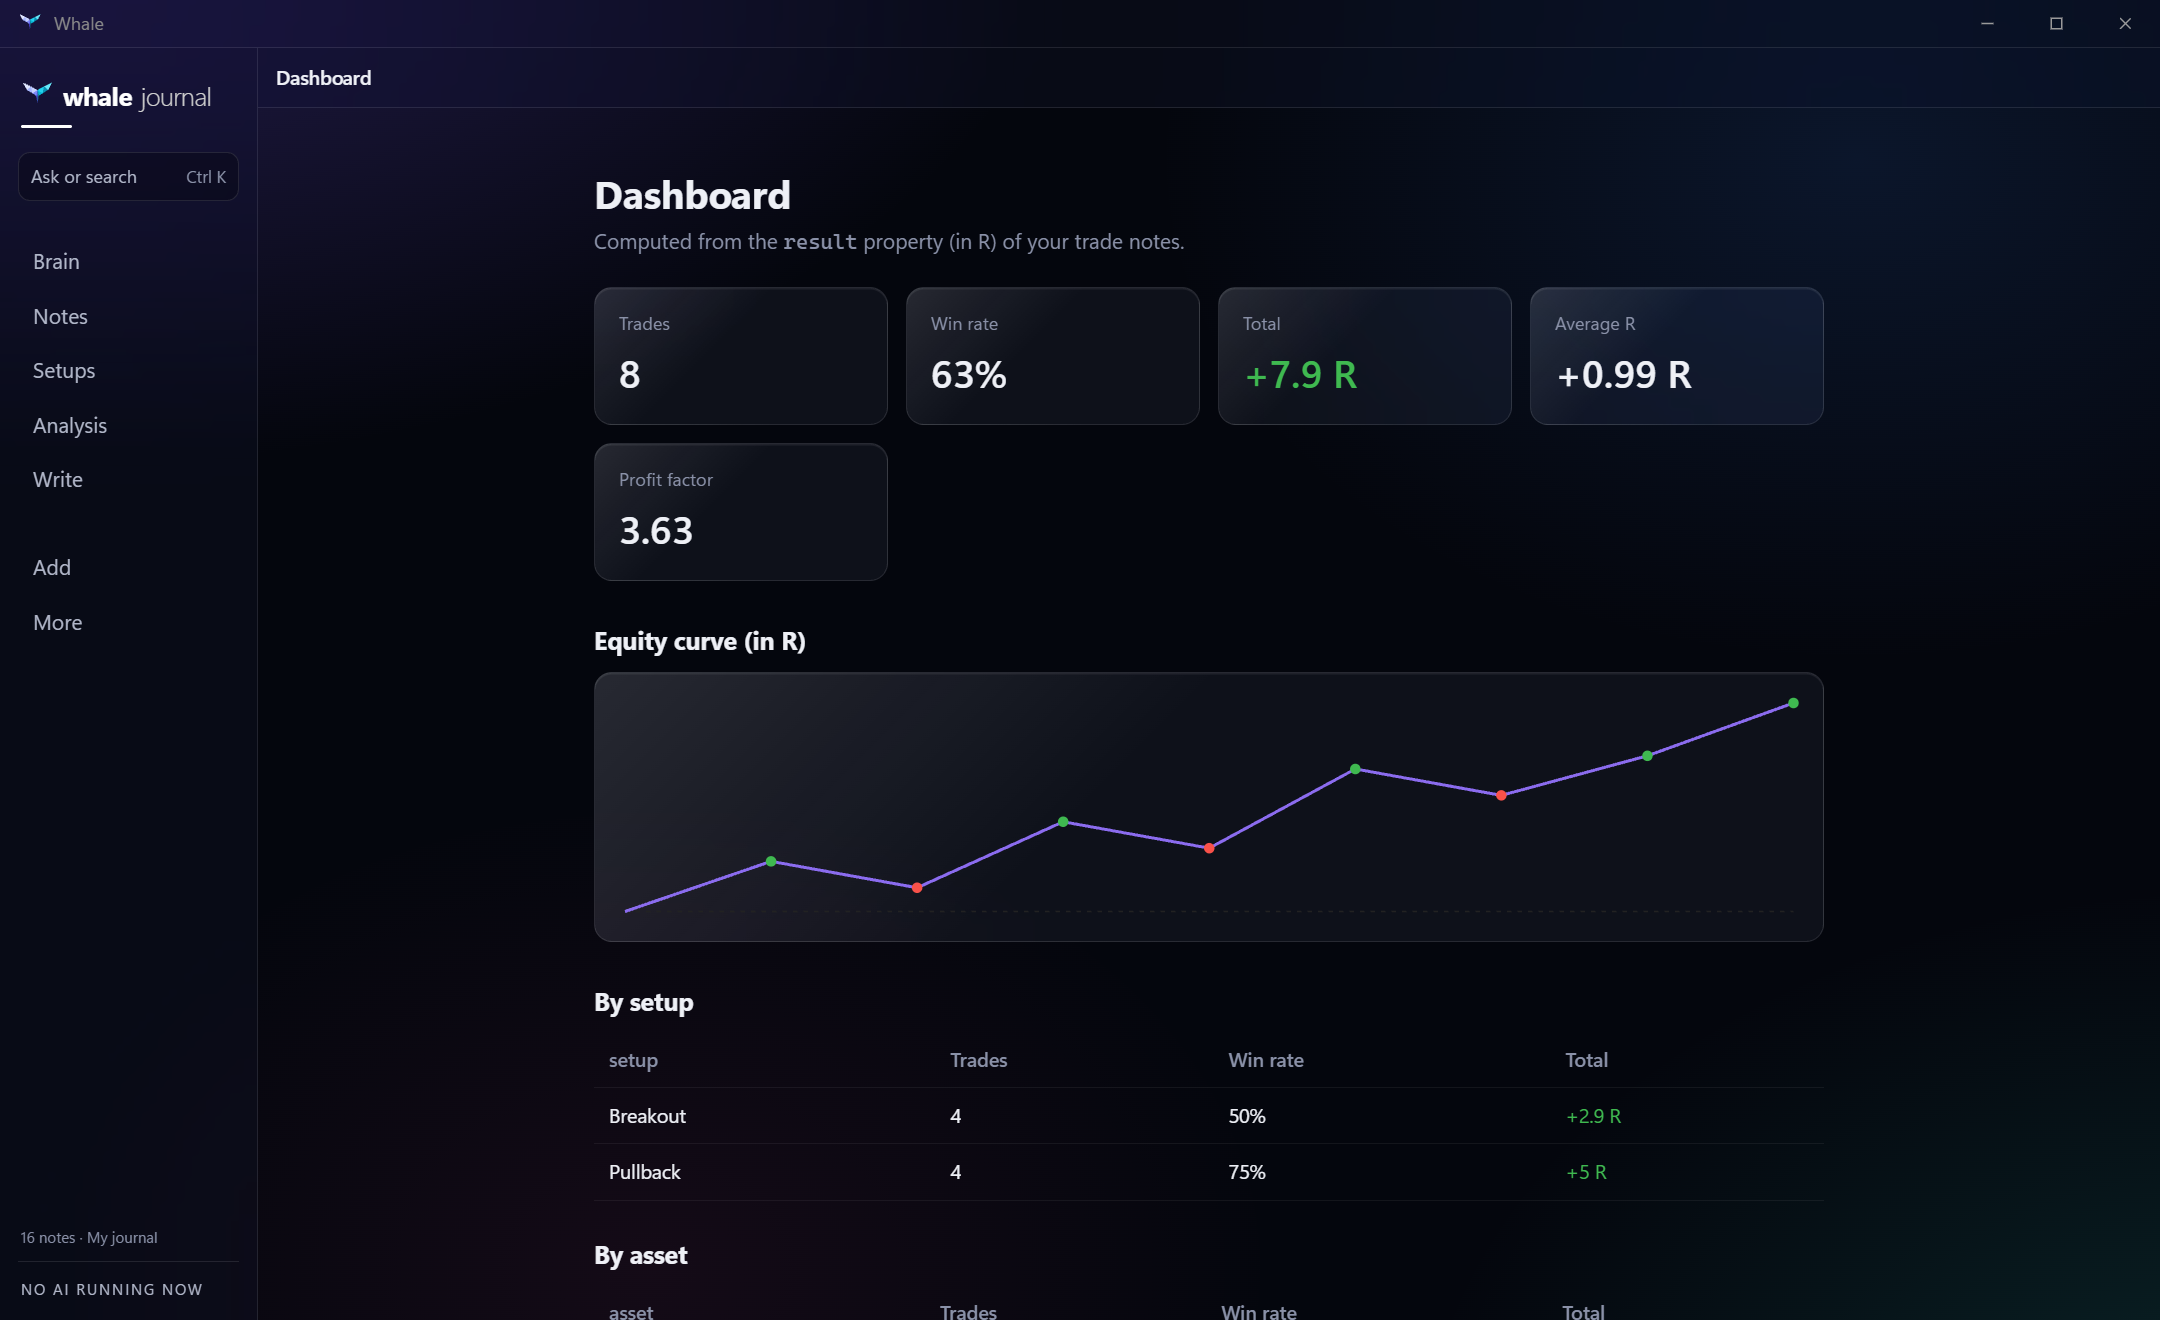 Whale
whale journal
Ask or search Ctrl K
Brain
Notes
Setups
Analysis
Write
Add
More
16 notes · My journal
NO AI RUNNING NOW
Dashboard
Dashboard
Computed from the result property (in R) of your trade notes.
Trades
8
Win rate
63%
Total
+7.9 R
Average R
+0.99 R
Profit factor
3.63
Equity curve (in R)
By setup
setup Trades Win rate Total
Breakout 4 50% +2.9 R
Pullback 4 75% +5 R
By asset
asset Trades Win rate Total